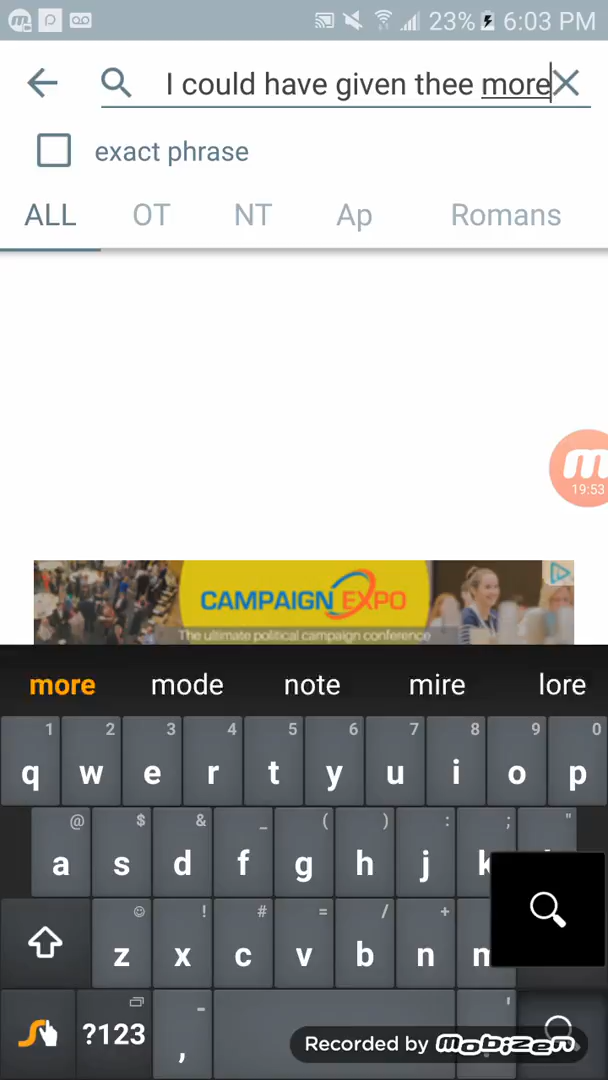 23% 6:03 PM
I could have given thee more
exact phrase
ALL OT NT Ap Romans
19:53
CAMPAIGN EXPO
The ultimate political campaign conference
more mode note mire lore
1 2 3 4 5 6 7 8 9 0
q w e r t y u i o p
@ $ & _ ( ) : ; "
a s d f g h j k
! # = / +
z x c v b n m
?123 , - '
Recorded by mobizen